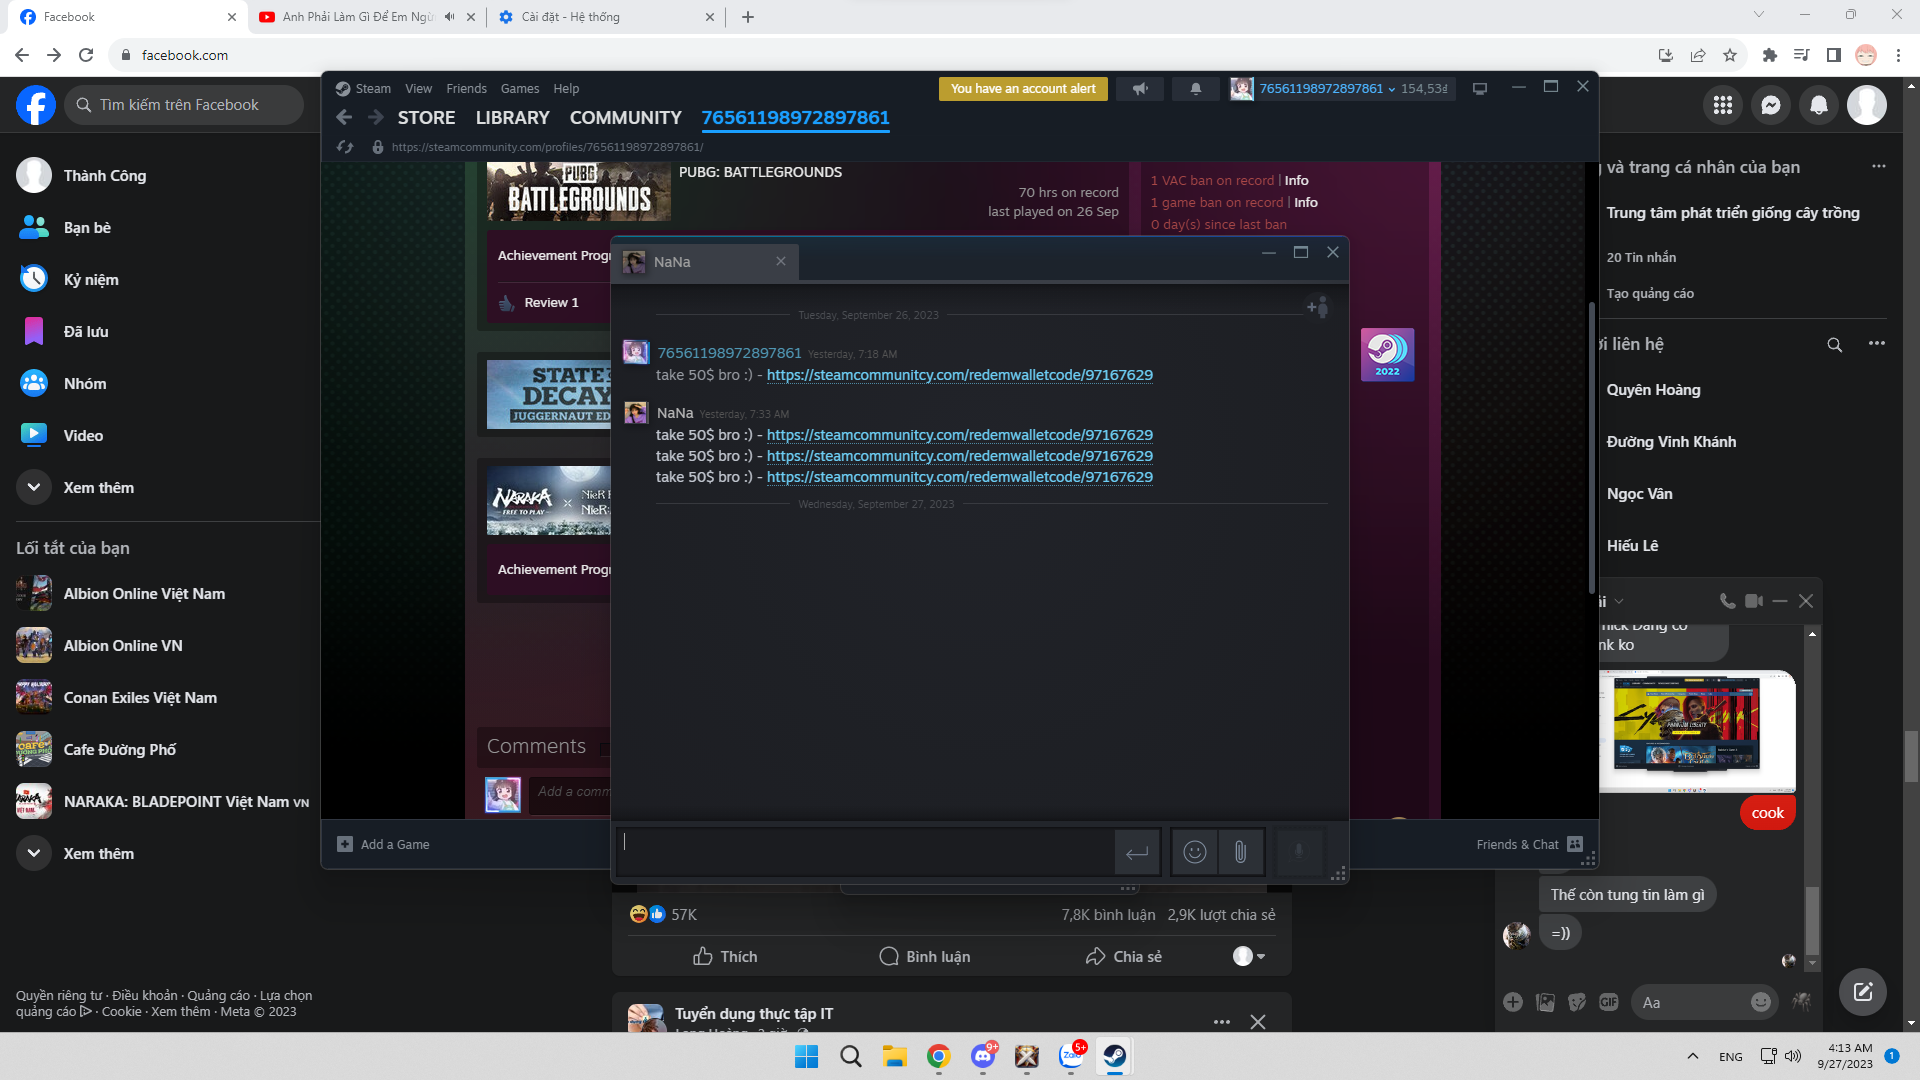 Facebook
Anh Phải Làm Gì Để Em Ngừ
Cài đặt - Hệ thống
facebook.com
Tìm kiếm trên Facebook
Thành Công
Bạn bè
Kỷ niệm
Đã lưu
Nhóm
Video
Xem thêm
Lối tắt của bạn
Albion Online Việt Nam
Albion Online VN
Conan Exiles Việt Nam
Cafe Đường Phố
NARAKA: BLADEPOINT Việt Nam VN
Xem thêm
Quyền riêng tư · Điều khoản · Quảng cáo · Lựa chọn
quảng cáo · Cookie · Xem thêm · Meta © 2023
Steam View Friends Games Help
You have an account alert
76561198972897861 154,53₫
STORE LIBRARY COMMUNITY 76561198972897861
https://steamcommunity.com/profiles/76561198972897861/
PUBG
BATTLEGROUNDS
PUBG: BATTLEGROUNDS
70 hrs on record
last played on 26 Sep
1 VAC ban on record | Info
1 game ban on record | Info
0 day(s) since last ban
Achievement Prog
Review 1
STATE
DECAY
JUGGERNAUT ED
NARAKA
FREE TO PLAY
×
NieR
NieR:
Achievement Prog
2022
Comments
Add a comm
Add a Game
Friends & Chat
NaNa
Tuesday, September 26, 2023
76561198972897861 Yesterday, 7:18 AM
take 50$ bro :) - https://steamcommunitcy.com/redemwalletcode/97167629
NaNa Yesterday, 7:33 AM
take 50$ bro :) - https://steamcommunitcy.com/redemwalletcode/97167629
take 50$ bro :) - https://steamcommunitcy.com/redemwalletcode/97167629
take 50$ bro :) - https://steamcommunitcy.com/redemwalletcode/97167629
Wednesday, September 27, 2023
57K
7,8K bình luận 2,9K lượt chia sẻ
Thích
Bình luận
Chia sẻ
Tuyển dụng thực tập IT
và trang cá nhân của bạn
Trung tâm phát triển giống cây trồng
20 Tin nhắn
Tạo quảng cáo
i liên hệ
Quyên Hoàng
Đường Vinh Khánh
Ngọc Vân
Hiếu Lê
nk ko
cook
Thế còn tung tin làm gì
=))
GIF
Aa
9+
Zalo
5+
ENG
4:13 AM
9/27/2023
1